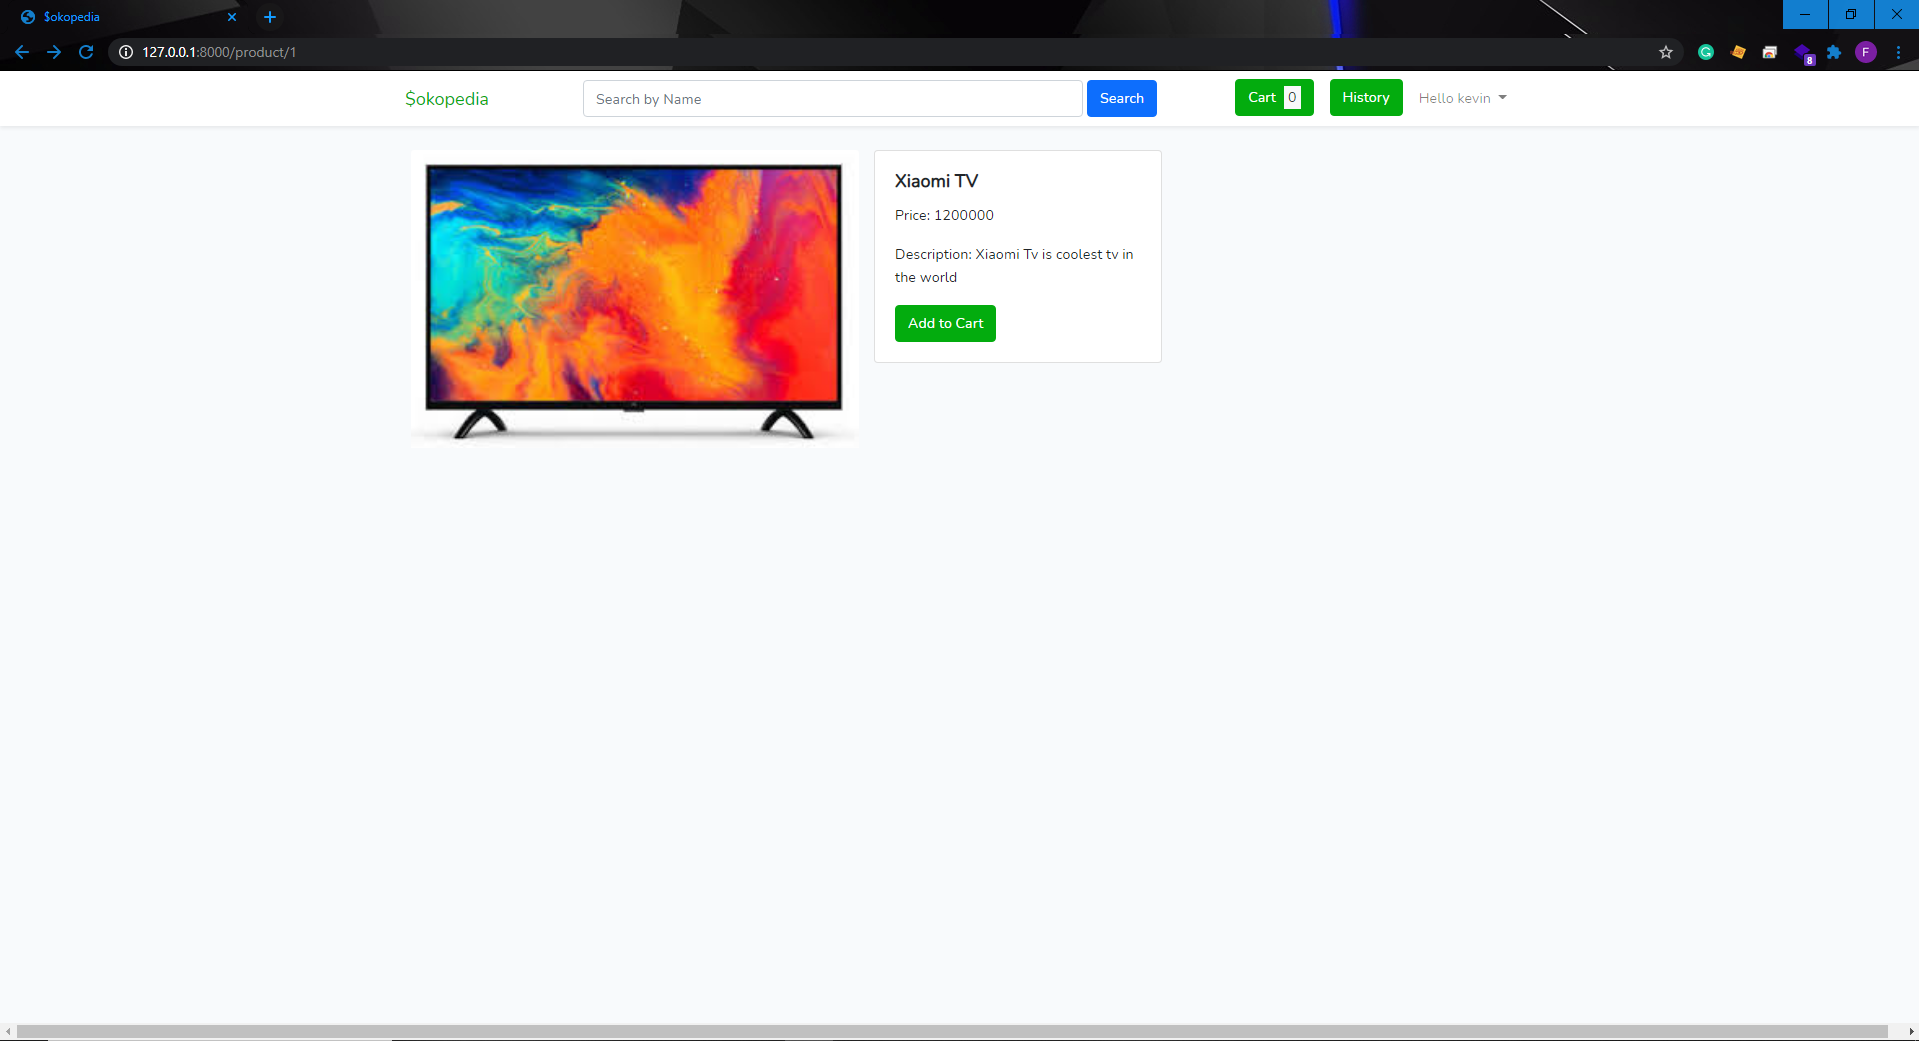 $okopedia
127.0.0.1:8000/product/1
F
8
$okopedia
Search by Name
Search
Cart 0
History
Hello kevin
Xiaomi TV
Price: 1200000
Description: Xiaomi Tv is coolest tv in
the world
Add to Cart